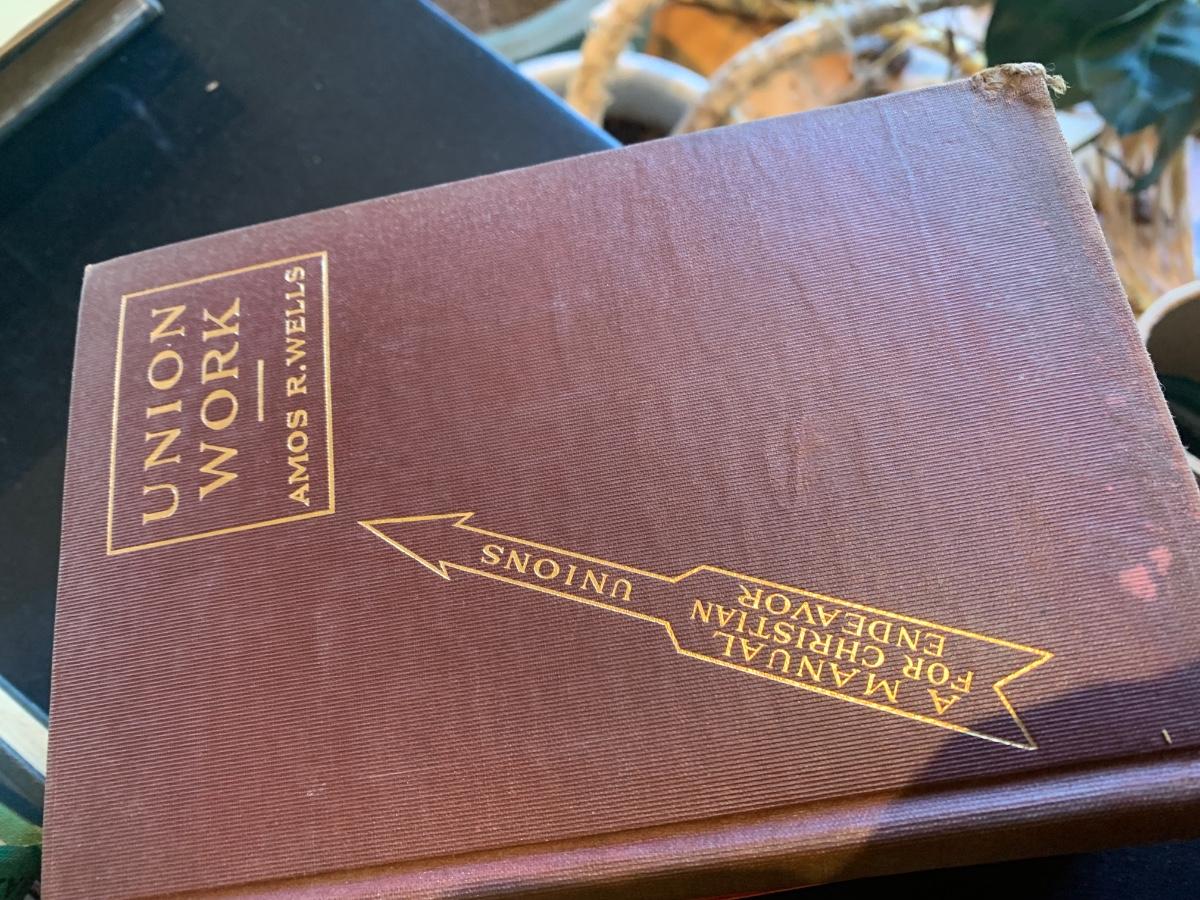 UNION
WORK
AMOS R. WELLS
A MANUAL
FOR CHRISTIAN
ENDEAVOR
UNIONS